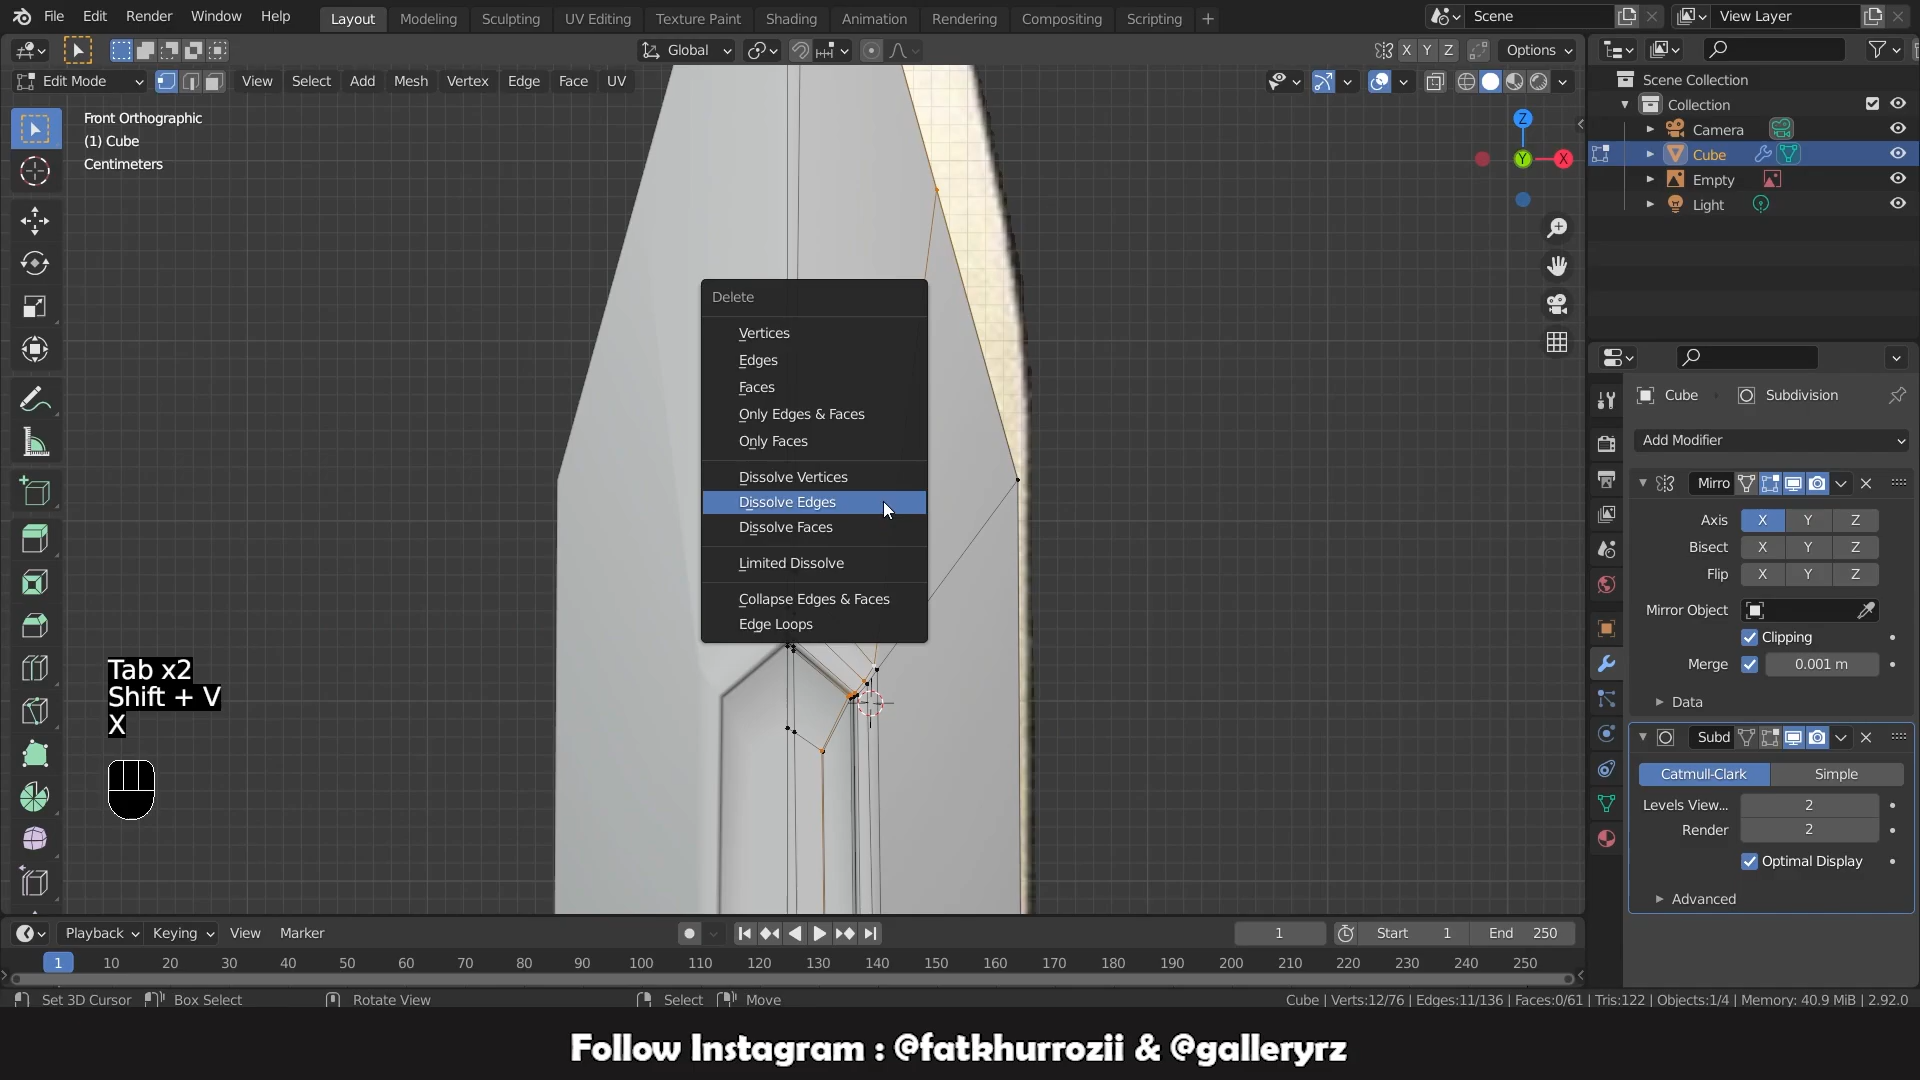 File Edit Render Window Help Layout Modeling Sculpting UV Editing Texture Paint Shading Animation Rendering Compositing Scripting + Scene View Layer
Global X Y Z Options
Edit Mode View Select Add Mesh Vertex Edge Face UV
Front Orthographic
(1) Cube
Centimeters
Z
Y
X
Scene Collection
Collection
Camera
Cube
Empty
Light
Delete
Vertices
Edges
Faces
Only Edges & Faces
Only Faces
Dissolve Vertices
Dissolve Edges
Dissolve Faces
Limited Dissolve
Collapse Edges & Faces
Edge Loops
Tab x2
Shift + V
X
Cube Subdivision
Add Modifier
Mirro
Axis X Y Z
Bisect X Y Z
Flip X Y Z
Mirror Object
Clipping
Merge 0.001 m
Data
Subd
Catmull-Clark Simple
Levels View... 2
Render 2
Optimal Display
Advanced
Playback Keying View Marker 1 Start 1 End 250
1 10 20 30 40 50 60 70 80 90 100 110 120 130 140 150 160 170 180 190 200 210 220 230 240 250
Set 3D Cursor Box Select Rotate View Select Move Cube | Verts:12/76 | Edges:11/136 | Faces:0/61 | Tris:122 | Objects:1/4 | Memory: 40.9 MiB | 2.92.0
Follow Instagram : @fatkhurrozii & @galleryrz